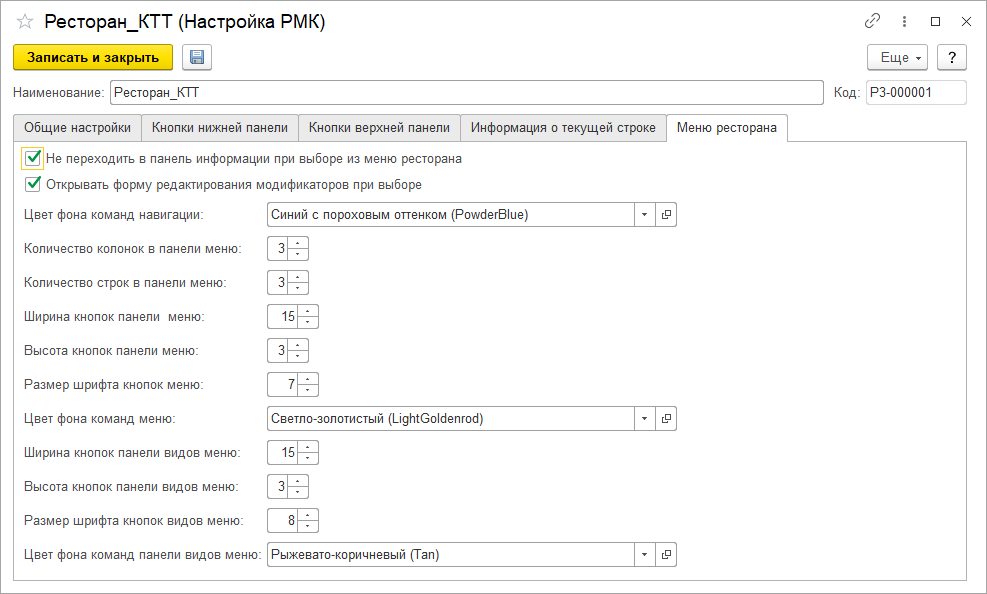 Ресторан_КТТ (Настройка РМК)
Записать и закрыть Еще ?
Наименование: Ресторан_КТТ Код: РЗ-000001
Общие настройки Кнопки нижней панели Кнопки верхней панели Информация о текущей строке Меню ресторана
Не переходить в панель информации при выборе из меню ресторана
Открывать форму редактирования модификаторов при выборе
Цвет фона команд навигации: Синий с пороховым оттенком (PowderBlue)
Количество колонок в панели меню: 3
Количество строк в панели меню: 3
Ширина кнопок панели меню: 15
Высота кнопок панели меню: 3
Размер шрифта кнопок меню: 7
Цвет фона команд меню: Светло-золотистый (LightGoldenrod)
Ширина кнопок панели видов меню: 15
Высота кнопок панели видов меню: 3
Размер шрифта кнопок видов меню: 8
Цвет фона команд панели видов меню: Рыжевато-коричневый (Tan)